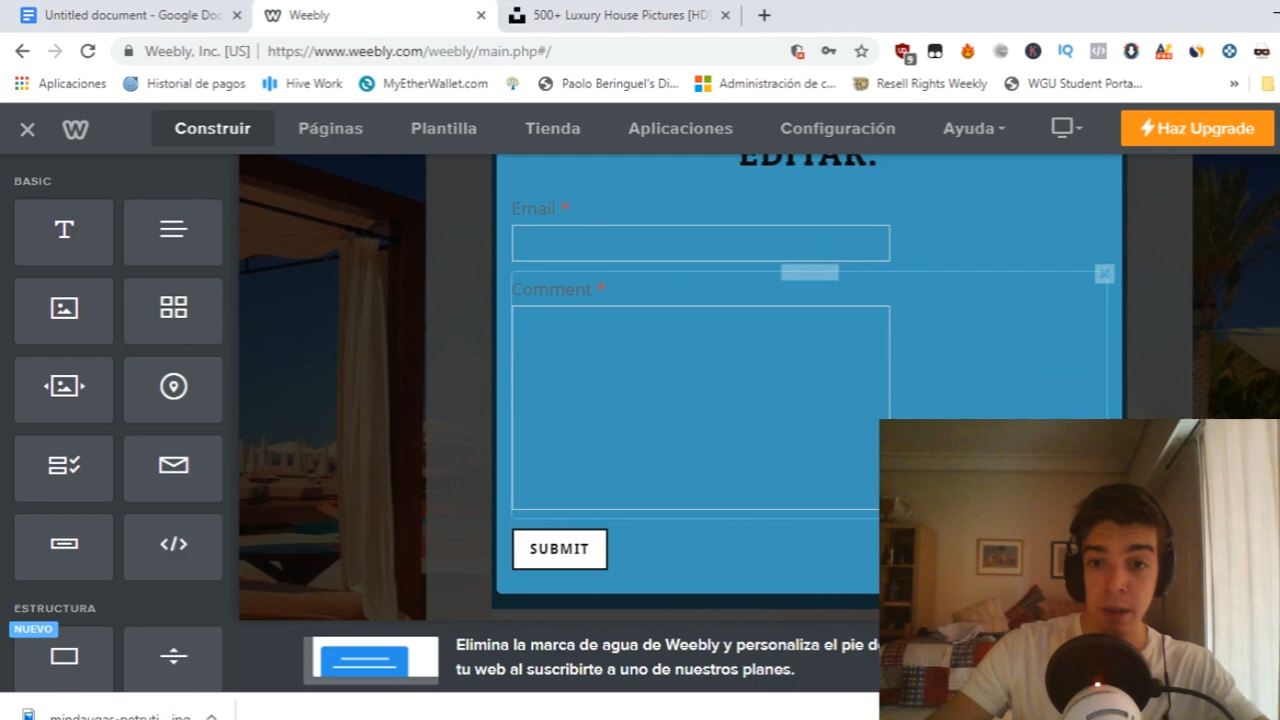 Untitled document - Google Doc
Weebly
500+ Luxury House Pictures [HD]
Weebly, Inc. [US]
https://www.weebly.com/weebly/main.php#/
9
IQ
Aplicaciones
Historial de pagos
Hive Work
MyEtherWallet.com
Paolo Beringuel's Di...
Administración de c...
Resell Rights Weekly
WGU Student Porta...
»
Construir
Páginas
Plantilla
Tienda
Aplicaciones
Configuración
Ayuda
Haz Upgrade
BASIC
EDITAR.
Email *
Comment *
SUBMIT
ESTRUCTURA
NUEVO
Elimina la marca de agua de Weebly y personaliza el pie de
tu web al suscribirte a uno de nuestros planes.